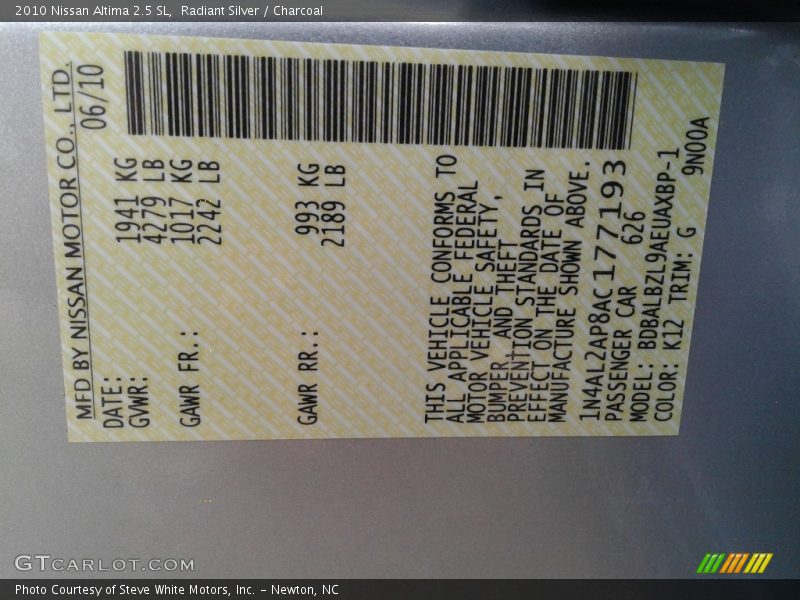 2010 Nissan Altima 2.5 SL, Radiant Silver / Charcoal
MFD BY NISSAN MOTOR CO., LTD.
DATE: 06/10
GVWR: 1941 KG
4279 LB
GAWR FR.: 1017 KG
2242 LB
GAWR RR.: 993 KG
2189 LB
THIS VEHICLE CONFORMS TO
ALL APPLICABLE FEDERAL
MOTOR VEHICLE SAFETY,
BUMPER, AND THEFT
PREVENTION STANDARDS IN
EFFECT ON THE DATE OF
MANUFACTURE SHOWN ABOVE.
1N4AL2AP8AC177193
PASSENGER CAR 626
MODEL: BDBALBZL9AEUAXBP-1
COLOR: K12 TRIM: G 9N00A
GTCARLOT.COM
Photo Courtesy of Steve White Motors, Inc. – Newton, NC